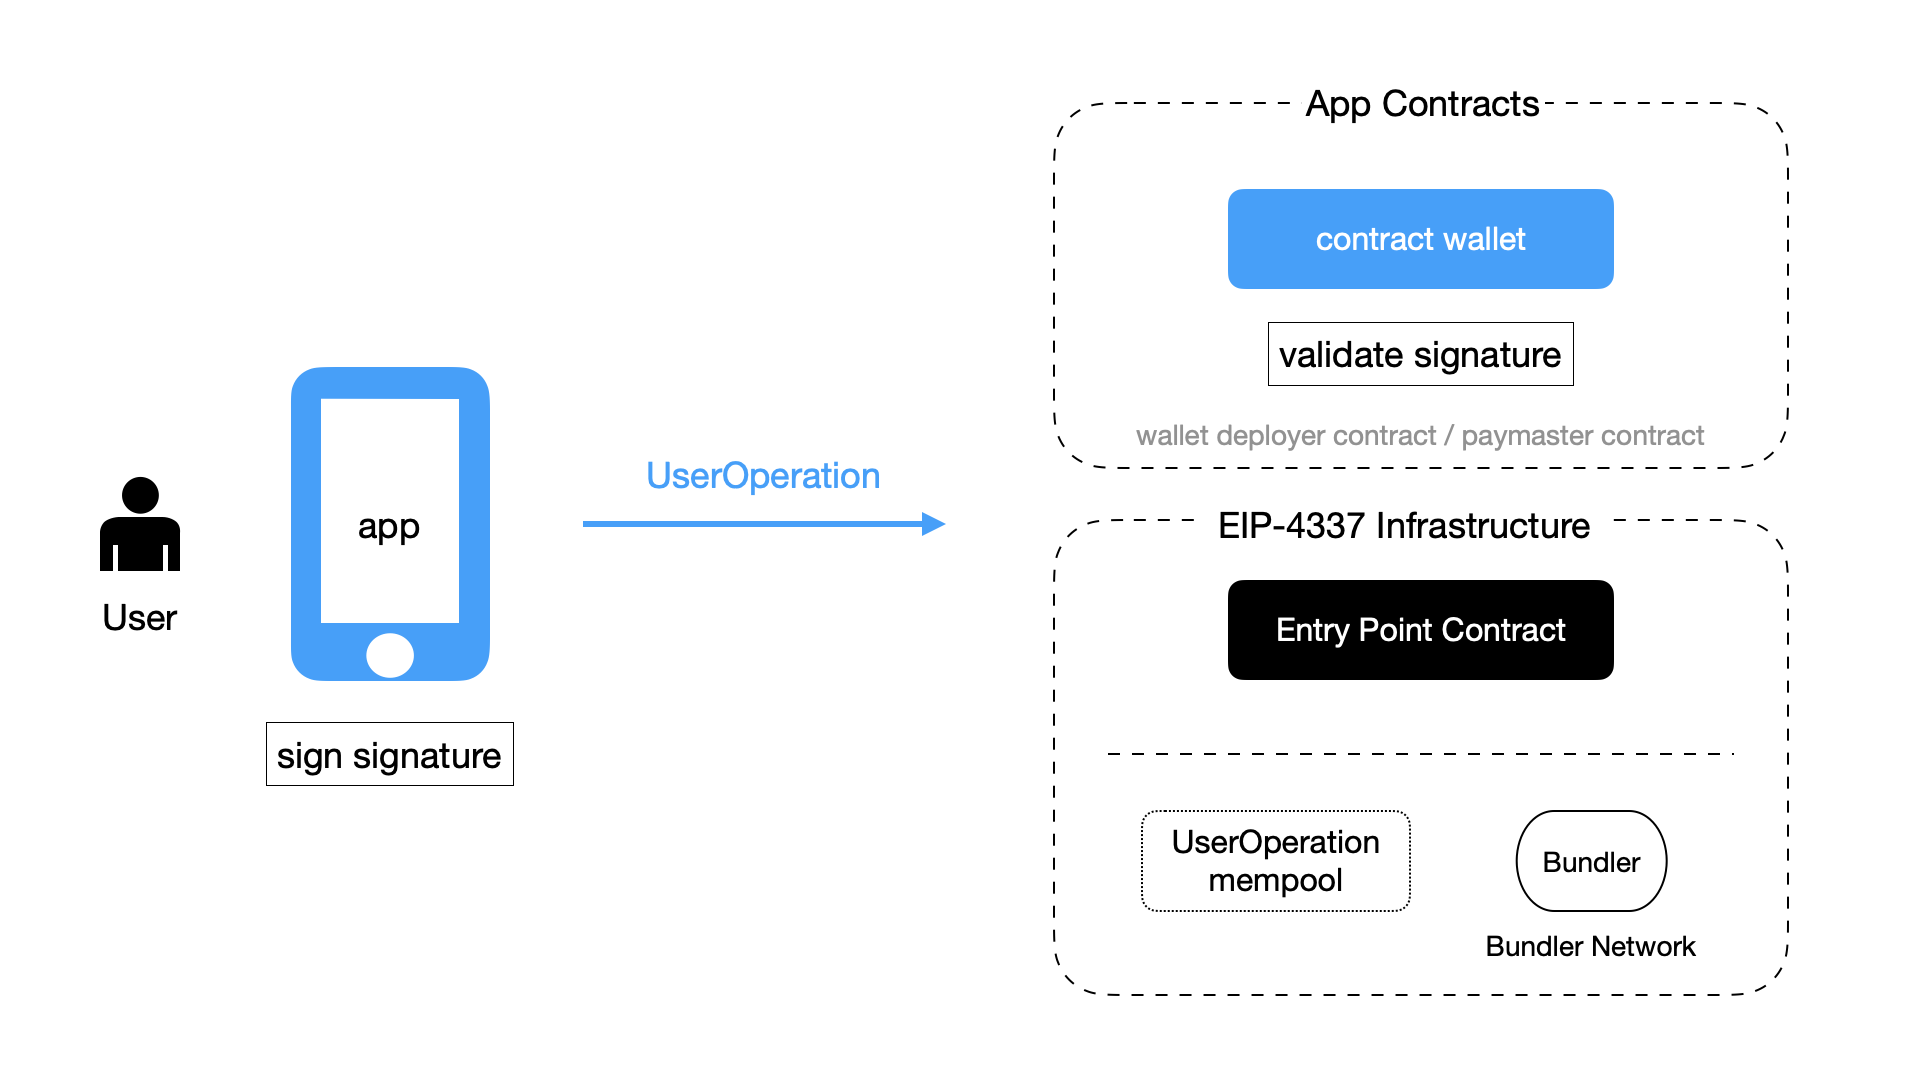 User
app
sign signature
UserOperation
App Contracts
contract wallet
validate signature
wallet deployer contract / paymaster contract
EIP-4337 Infrastructure
Entry Point Contract
UserOperation
mempool
Bundler
Bundler Network